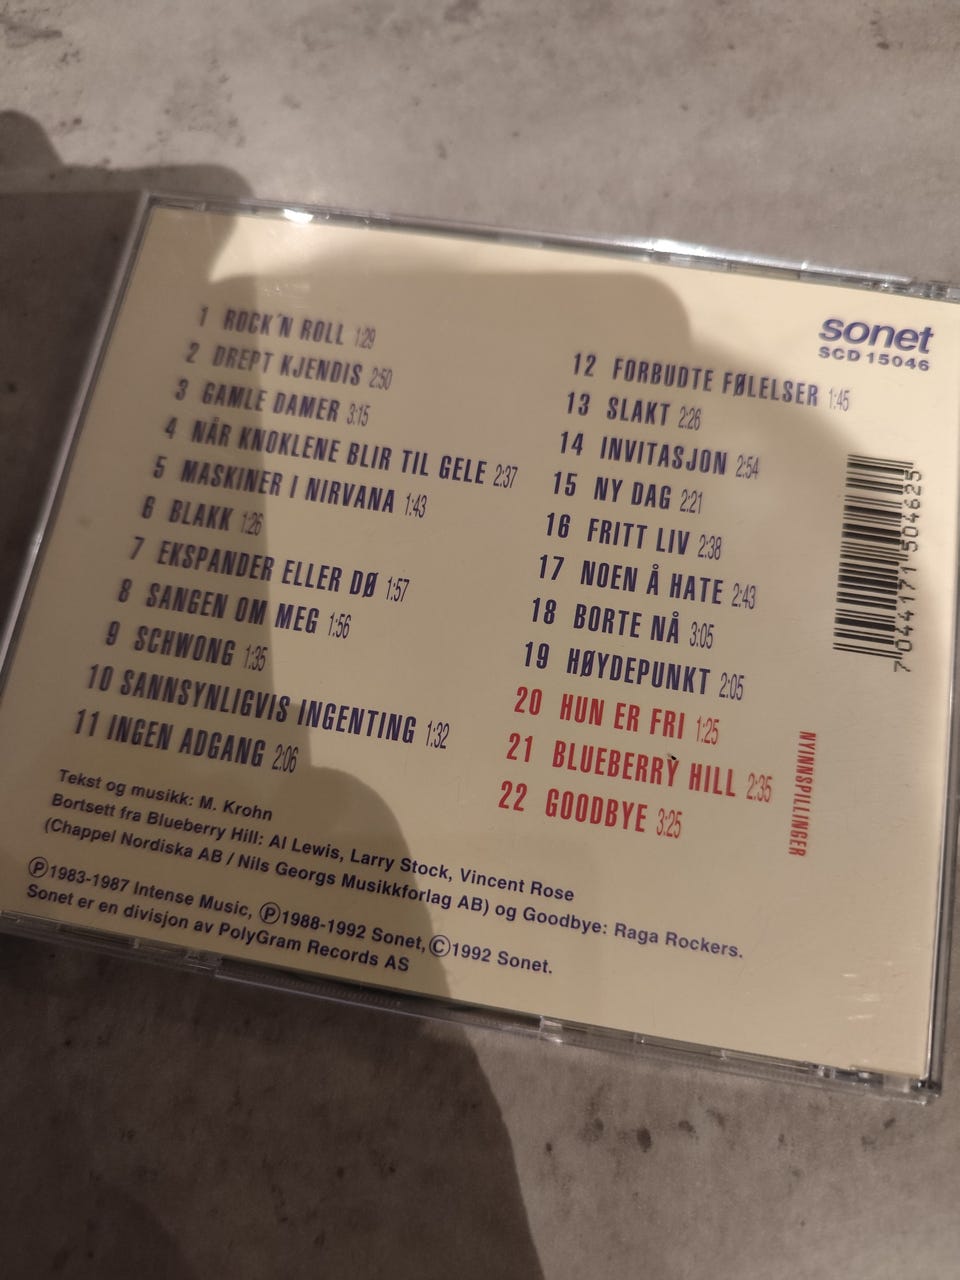 1 ROCK´N ROLL 1:29
2 DREPT KJENDIS 2:50
3 GAMLE DAMER 3:15
4 NÅR KNOKLENE BLIR TIL GELE 2:37
5 MASKINER I NIRVANA 1:43
6 BLAKK 1:26
7 EKSPANDER ELLER DØ 1:57
8 SANGEN OM MEG 1:56
9 SCHWONG 1:35
10 SANNSYNLIGVIS INGENTING 1:32
11 INGEN ADGANG 2:06
sonet
SCD 15046
12 FORBUDTE FØLELSER 1:45
13 SLAKT 2:26
14 INVITASJON 2:54
15 NY DAG 2:21
16 FRITT LIV 2:38
17 NOEN Å HATE 2:43
18 BORTE NÅ 3:05
19 HØYDEPUNKT 2:05
20 HUN ER FRI 1:25
21 BLUEBERRY HILL 2:35
22 GOODBYE 3:25
NYINNSPILLINGER
7 044171 504625
Tekst og musikk: M. Krohn
Bortsett fra Blueberry Hill: Al Lewis, Larry Stock, Vincent Rose
(Chappel Nordiska AB / Nils Georgs Musikkforlag AB) og Goodbye: Raga Rockers.
Ⓟ1983-1987 Intense Music, Ⓟ1988-1992 Sonet, Ⓒ1992 Sonet.
Sonet er en divisjon av PolyGram Records AS